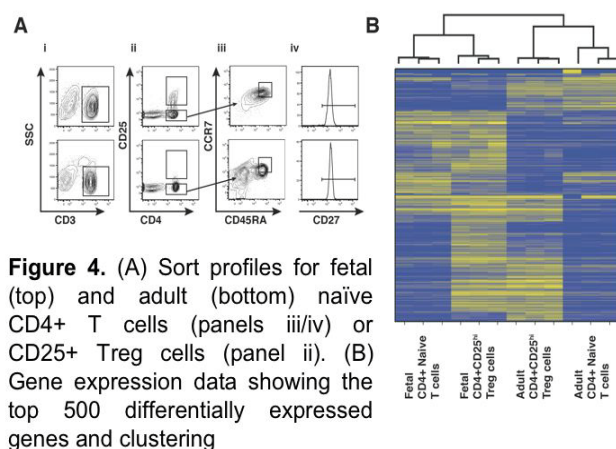 A
B
i
ii
iii
iv
SSC
CD25
CCR7
CD3
CD4
CD45RA
CD27
Figure 4. (A) Sort profiles for fetal
(top) and adult (bottom) naïve
CD4+ T cells (panels iii/iv) or
CD25+ Treg cells (panel ii). (B)
Gene expression data showing the
top 500 differentially expressed
genes and clustering
Fetal
CD4+ Naive
T cells
Fetal
CD4+CD25hi
Treg cells
Adult
CD4+CD25hi
Treg cells
Adult
CD4+ Naive
T cells